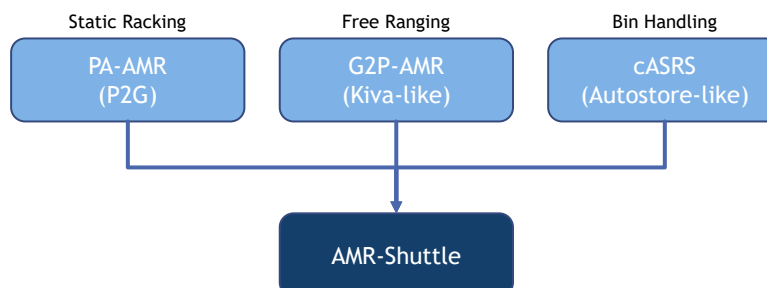 Static Racking
Free Ranging
Bin Handling
PA-AMR
(P2G)
G2P-AMR
(Kiva-like)
cASRS
(Autostore-like)
AMR-Shuttle